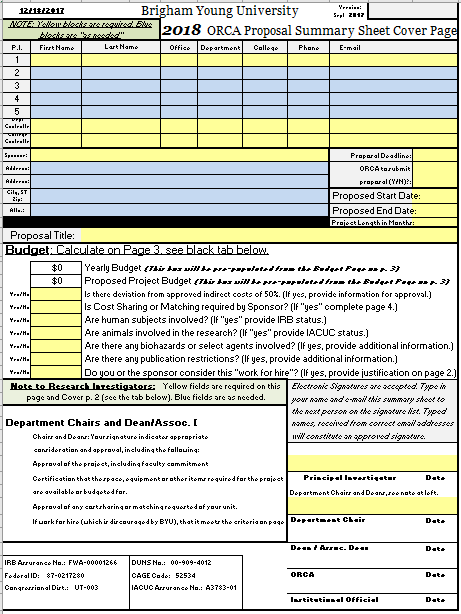 12/18/2017
Brigham Young University
Version:
Sept 2017
NOTE: Yellow blocks are required. Blue
blocks are "as needed"
2018 ORCA Proposal Summary Sheet Cover Page
P.I. First Name Last Name Office Department College Phone E-mail
1
2
3
4
5
Dept
Controlle
College
Controlle
Sponsor: Proposal Deadline:
Address: ORCA to submit
Address: proposal (Y/N)?:
City, ST
Zip: Proposed Start Date:
Attn.: Proposed End Date:
Project Length in Months:
Proposal Title:
Budget: Calculate on Page 3, see black tab below.
$0 Yearly Budget (This box will be pre-populated from the Budget Page on p. 3)
$0 Proposed Project Budget (This box will be pre-populated from the Budget Page on p. 3)
Yes/No Is there deviation from approved indirect costs of 50%. (If yes, provide information for approval.)
Yes/No Is Cost Sharing or Matching required by Sponsor? (If "yes" complete page 4.)
Yes/No Are human subjects involved? (If "yes" provide IRB status.)
Yes/No Are animals involved in the research? (If "yes" provide IACUC status.)
Yes/No Are there any biohazards or select agents involved? (If yes, provide additional information.)
Yes/No Are there any publication restrictions? (If yes, provide additional information.)
Yes/No Do you or the sponsor consider this "work for hire"? (If yes, provide justification on page 2.)
Note to Research Investigators: Yellow fields are required on this
page and Cover p. 2 (see the tab below). Blue fields are as needed.
Electronic Signatures are accepted. Type in
your name and e-mail this summary sheet to
the next person on the signature list. Typed
names, received from correct email addresses
will constitute an approved signature.
Department Chairs and Dean/Assoc. [
Chairs and Deans: Your signature indicates appropriate
consideration and approval, including the following:
Approval of the project, including faculty commitment
Certification that the space, equipment or other items required for the project
are available or budgeted for.
Approval of any cost sharing or matching requested of your unit.
If work for hire (which is discouraged by BYU), that it meets the criteria on page
Principal Investigator Date
Department Chairs and Deans, see note at left.
Department Chair Date
Dean / Assoc. Dean Date
ORCA Date
Institutional Official Date
IRB Assurance No.: FWA-00001266 DUNS No.: 00-909-4012
Federal ID: 87-0217280 CAGE Code: 52534
Congressional Dist.: UT-003 IACUC Assurance No.: A3783-01